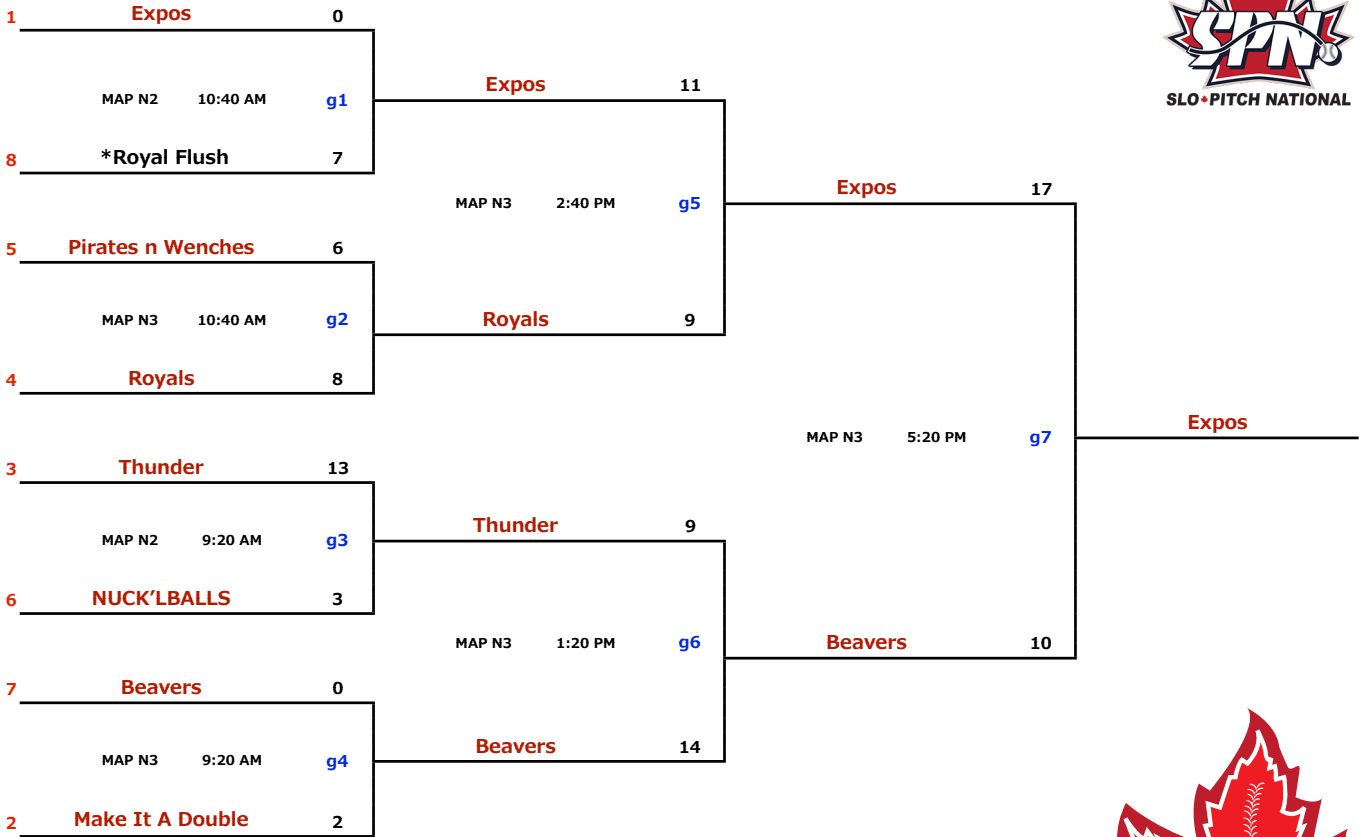 1 Expos 0
SPN
SLO PITCH NATIONAL
MAP N2 10:40 AM g1
Expos 11
8 *Royal Flush 7
Expos 17
MAP N3 2:40 PM g5
5 Pirates n Wenches 6
MAP N3 10:40 AM g2
Royals 9
4 Royals 8
Expos
MAP N3 5:20 PM g7
3 Thunder 13
Thunder 9
MAP N2 9:20 AM g3
6 NUCK’LBALLS 3
MAP N3 1:20 PM g6
Beavers 10
7 Beavers 0
Beavers 14
MAP N3 9:20 AM g4
2 Make It A Double 2